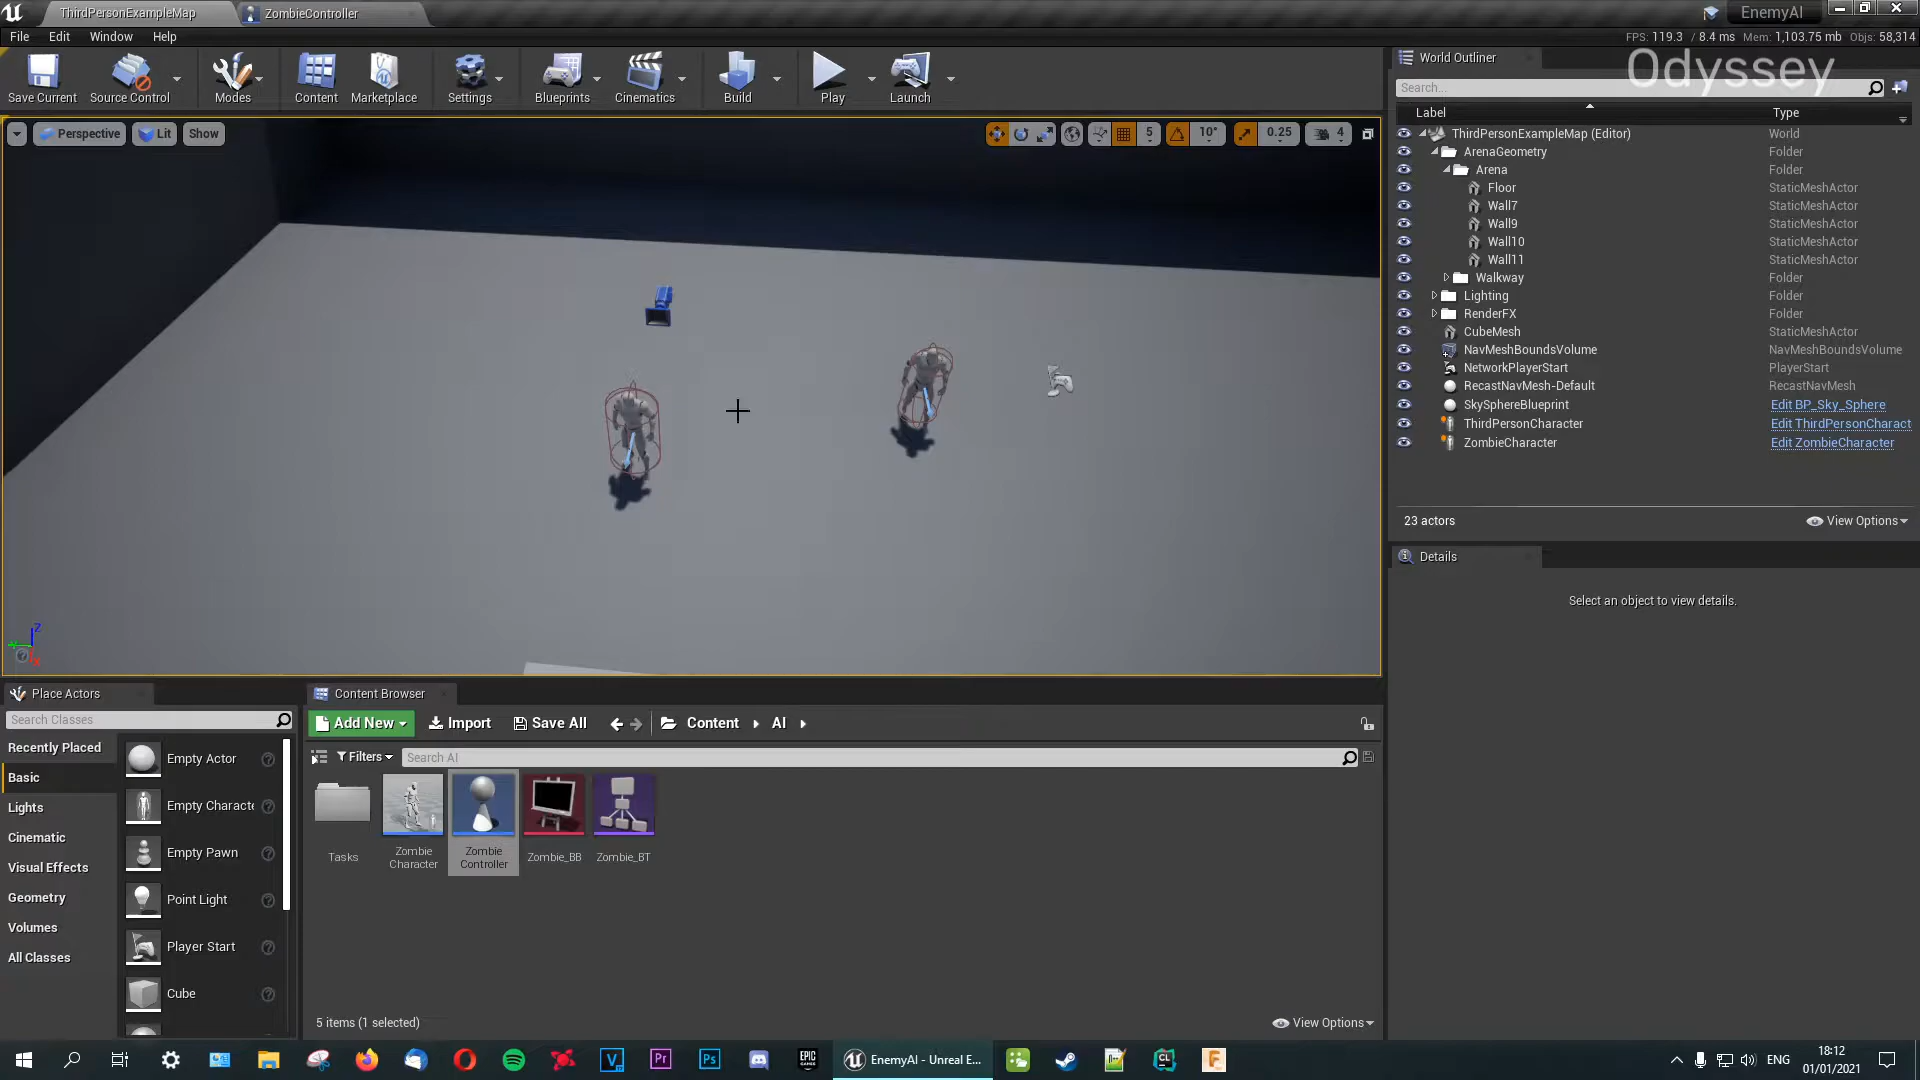 ThirdPersonExampleMap
ZombieController
EnemyAI
File
Edit
Window
Help
FPS: 119.3 / 8.4 ms
Mem: 1,103.75 mb
Objs: 58,314
Save Current
Source Control
Modes
Content
Marketplace
Settings
Blueprints
Cinematics
Build
Play
Launch
World Outliner
Odyssey
Search...
Label
Type
Perspective
Lit
Show
5
10°
0.25
4
ThirdPersonExampleMap (Editor)
World
ArenaGeometry
Folder
Arena
Folder
Floor
StaticMeshActor
Wall7
StaticMeshActor
Wall9
StaticMeshActor
Wall10
StaticMeshActor
Wall11
StaticMeshActor
Walkway
Folder
Lighting
Folder
RenderFX
Folder
CubeMesh
StaticMeshActor
NavMeshBoundsVolume
NavMeshBoundsVolume
NetworkPlayerStart
PlayerStart
RecastNavMesh-Default
RecastNavMesh
SkySphereBlueprint
Edit BP_Sky_Sphere
ThirdPersonCharacter
Edit ThirdPersonCharact
ZombieCharacter
Edit ZombieCharacter
23 actors
View Options
Details
Select an object to view details.
Z
X
Place Actors
Search Classes
Recently Placed
Basic
Lights
Cinematic
Visual Effects
Geometry
Volumes
All Classes
Empty Actor
Empty Characte
Empty Pawn
Point Light
Player Start
Cube
Content Browser
Add New
Import
Save All
Content
AI
Filters
Search AI
Tasks
Zombie
Character
Zombie
Controller
Zombie_BB
Zombie_BT
5 items (1 selected)
View Options
V
Pr
Ps
EPIC
GAMES
EnemyAI - Unreal E...
CL
F
ENG
18:12
01/01/2021